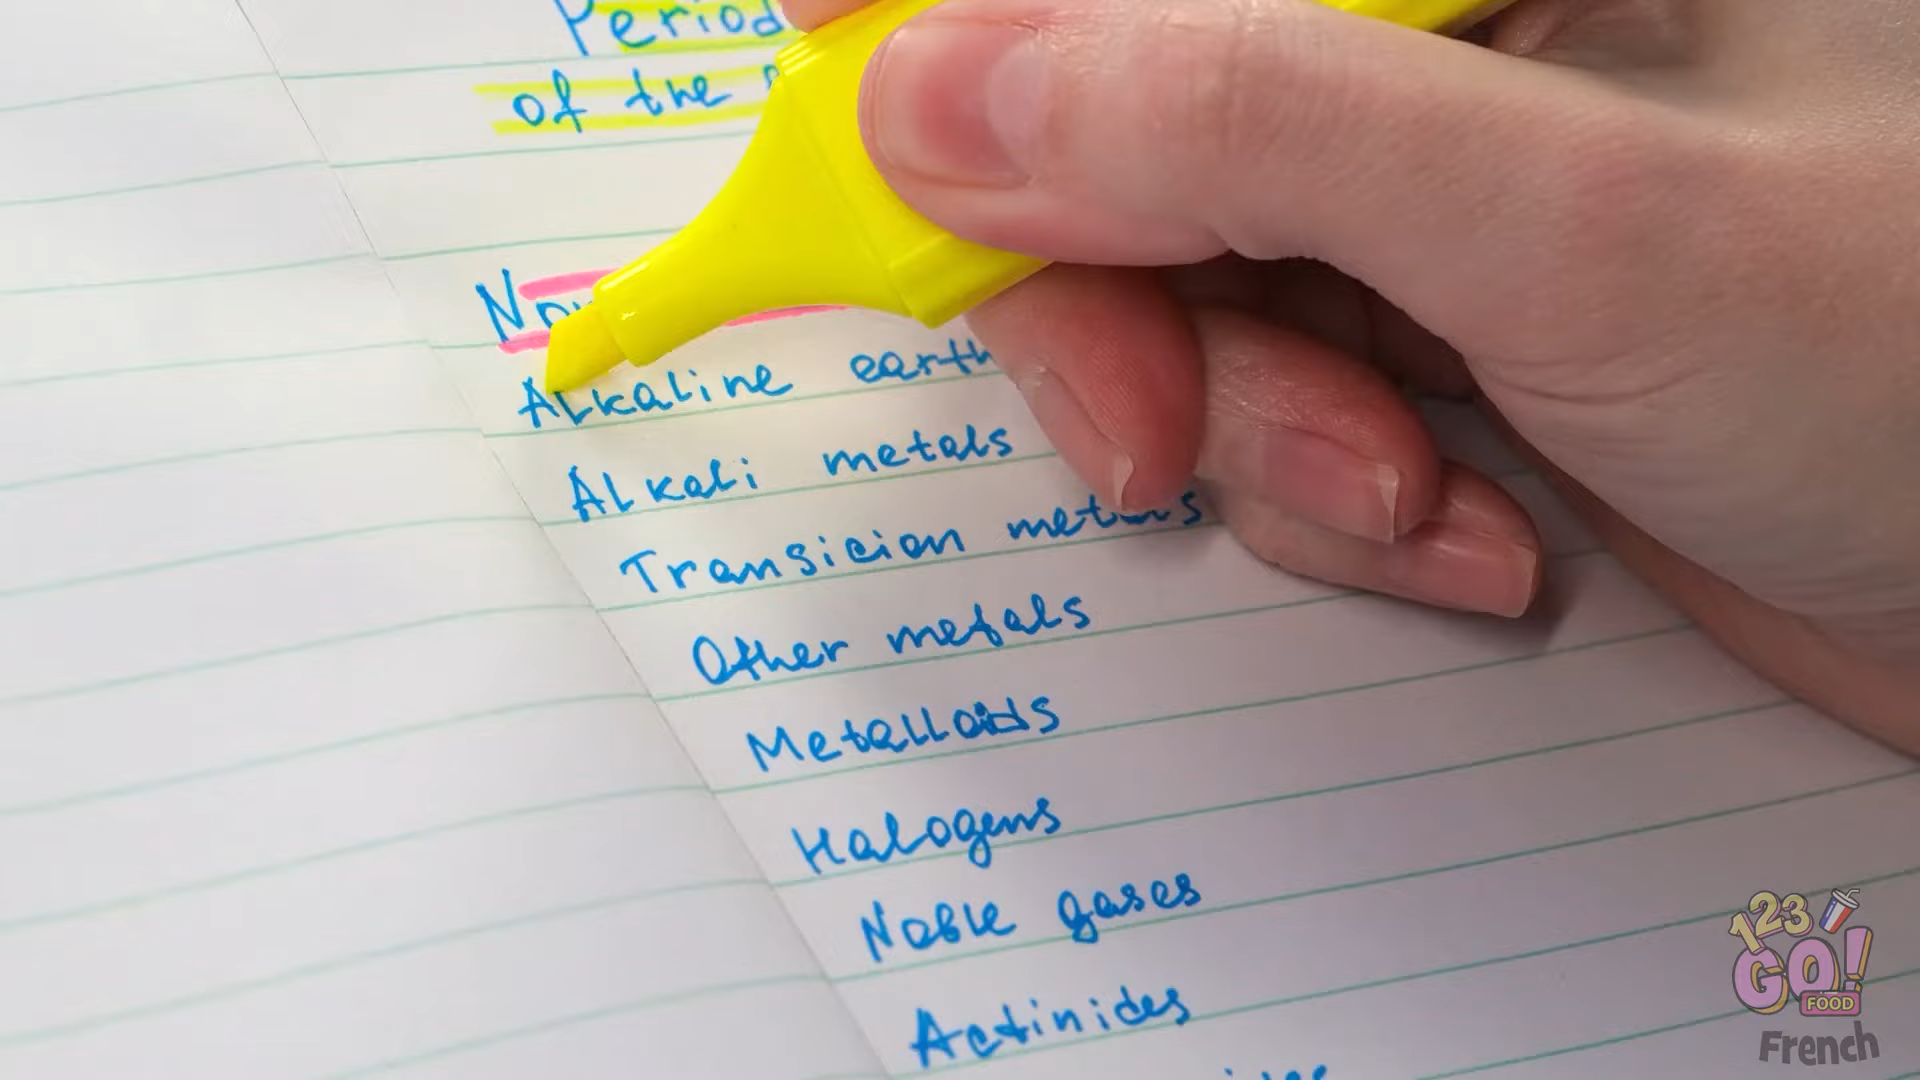 of the
Alkaline earth
Alkali metals
Transicion metals
Other metals
Metalloids
Halogens
Noble gases
Actinides
123
GO!
FOOD
French